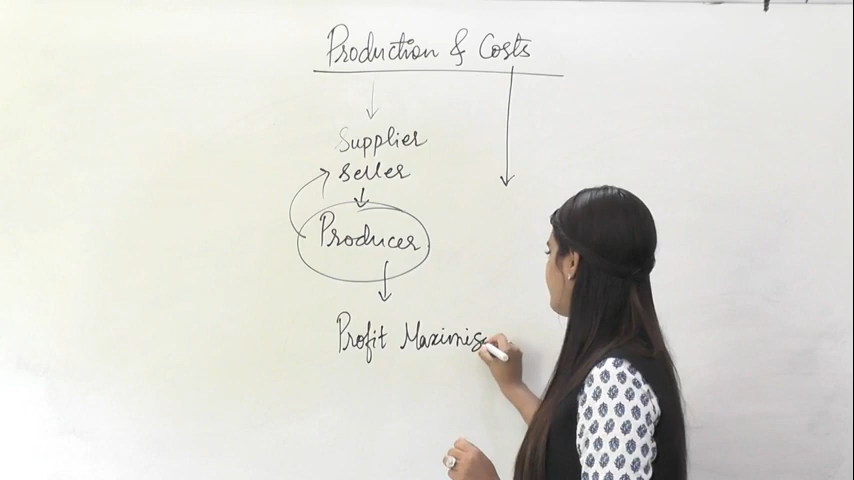 Production & Costs
Supplier
Seller
Producer
Profit Maximis